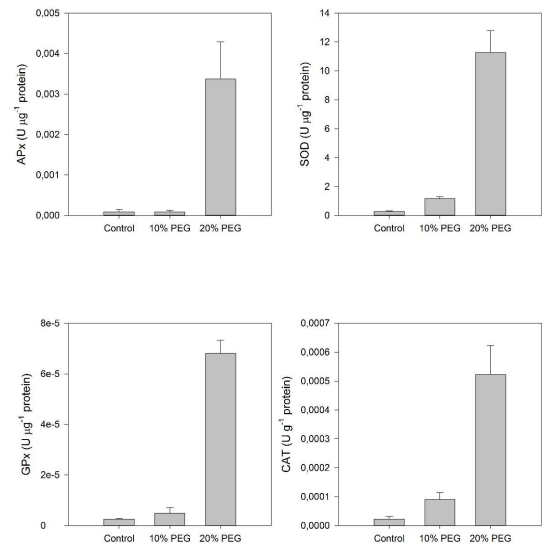 0,005
0,004
0,003
0,002
0,001
0,000
APx (U µg⁻¹ protein)
Control 10% PEG 20% PEG
14
12
10
8
6
4
2
0
SOD (U µg⁻¹ protein)
Control 10% PEG 20% PEG
8e-5
6e-5
4e-5
2e-5
0
GPx (U µg⁻¹ protein)
Control 10% PEG 20% PEG
0,0007
0,0006
0,0005
0,0004
0,0003
0,0002
0,0001
0,0000
CAT (U g⁻¹ protein)
Control 10% PEG 20% PEG